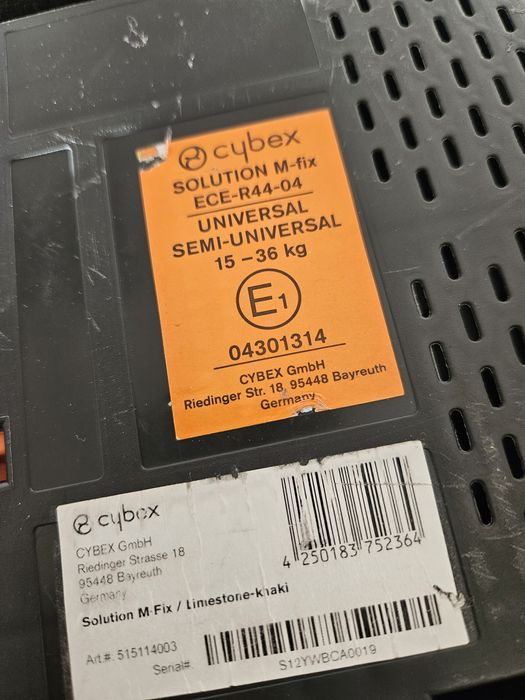 cybex
SOLUTION M-fix
ECE-R44-04
UNIVERSAL
SEMI-UNIVERSAL
15 – 36 kg
E1
04301314
CYBEX GmbH
Riedinger Str. 18, 95448 Bayreuth
Germany
cybex
CYBEX GmbH
Riedinger Strasse 18
95448 Bayreuth
Germany
4 250183 752364
Solution M-Fix / Limestone-khaki
Art.#: 515114003
Serial#:
S12YWBCA0019